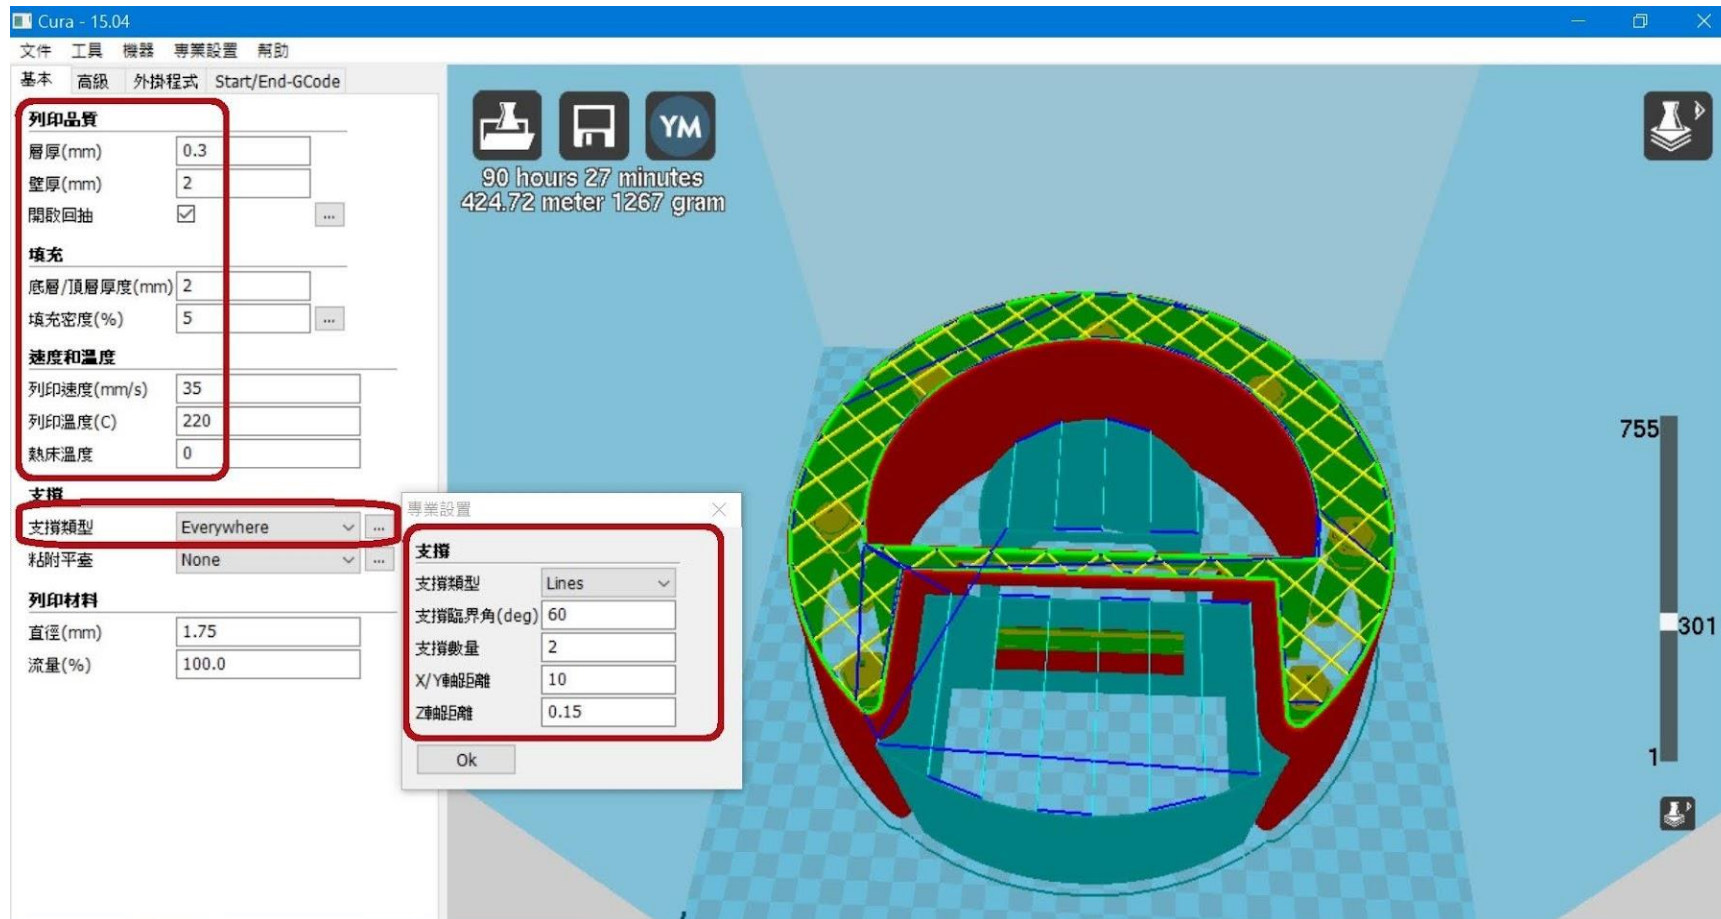 Cura - 15.04
文件 工具 機器 專業設置 幫助
基本 高級 外掛程式 Start/End-GCode
列印品質
層厚(mm) 0.3
壁厚(mm) 2
開啟回抽 ...
填充
底層/頂層厚度(mm) 2
填充密度(%) 5 ...
速度和溫度
列印速度(mm/s) 35
列印溫度(C) 220
熱床溫度 0
支撐
支撐類型 Everywhere ...
粘附平臺 None ...
列印材料
直徑(mm) 1.75
流量(%) 100.0
專業設置
支撐
支撐類型 Lines
支撐臨界角(deg) 60
支撐數量 2
X/Y軸距離 10
Z軸距離 0.15
Ok
YM
90 hours 27 minutes
424.72 meter 1267 gram
755
301
1